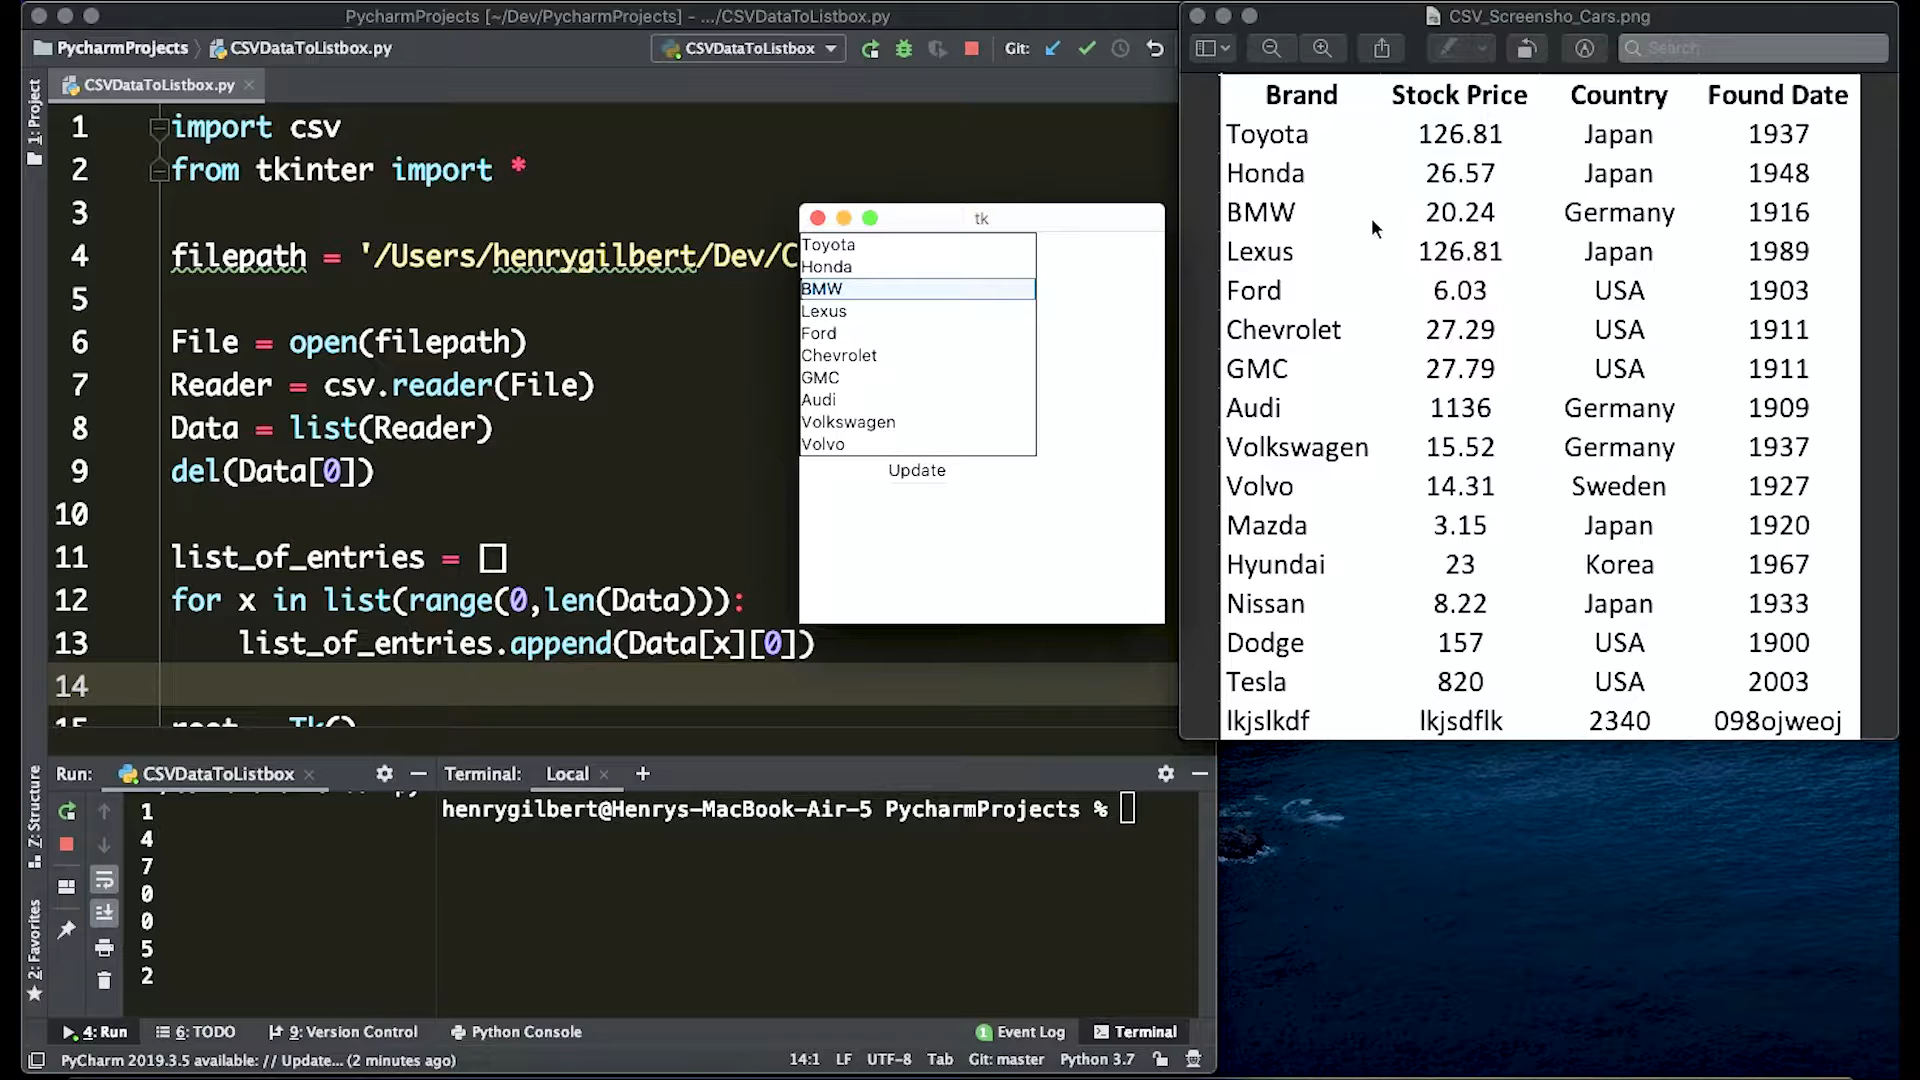 PycharmProjects [~/Dev/PycharmProjects] - .../CSVDataToListbox.py
PycharmProjects
CSVDataToListbox.py
CSVDataToListbox
Git:
CSVDataToListbox.py
1: Project
1 import csv
2 from tkinter import *
3
4 filepath = '/Users/henrygilbert/Dev/C
5
6 File = open(filepath)
7 Reader = csv.reader(File)
8 Data = list(Reader)
9 del(Data[0])
10
11 list_of_entries = []
12 for x in list(range(0,len(Data))):
13 list_of_entries.append(Data[x][0])
14
tk
Toyota
Honda
BMW
Lexus
Ford
Chevrolet
GMC
Audi
Volkswagen
Volvo
Update
CSV_Screensho_Cars.png
Search
Brand Stock Price Country Found Date
Toyota 126.81 Japan 1937
Honda 26.57 Japan 1948
BMW 20.24 Germany 1916
Lexus 126.81 Japan 1989
Ford 6.03 USA 1903
Chevrolet 27.29 USA 1911
GMC 27.79 USA 1911
Audi 1136 Germany 1909
Volkswagen 15.52 Germany 1937
Volvo 14.31 Sweden 1927
Mazda 3.15 Japan 1920
Hyundai 23 Korea 1967
Nissan 8.22 Japan 1933
Dodge 157 USA 1900
Tesla 820 USA 2003
lkjslkdf lkjsdflk 2340 098ojweoj
Run: CSVDataToListbox
1
4
7
0
0
5
2
Terminal: Local +
henrygilbert@Henrys-MacBook-Air-5 PycharmProjects %
Z: Structure
2: Favorites
4: Run 6: TODO 9: Version Control Python Console 1 Event Log Terminal
PyCharm 2019.3.5 available: // Update... (2 minutes ago) 14:1 LF UTF-8 Tab Git: master Python 3.7